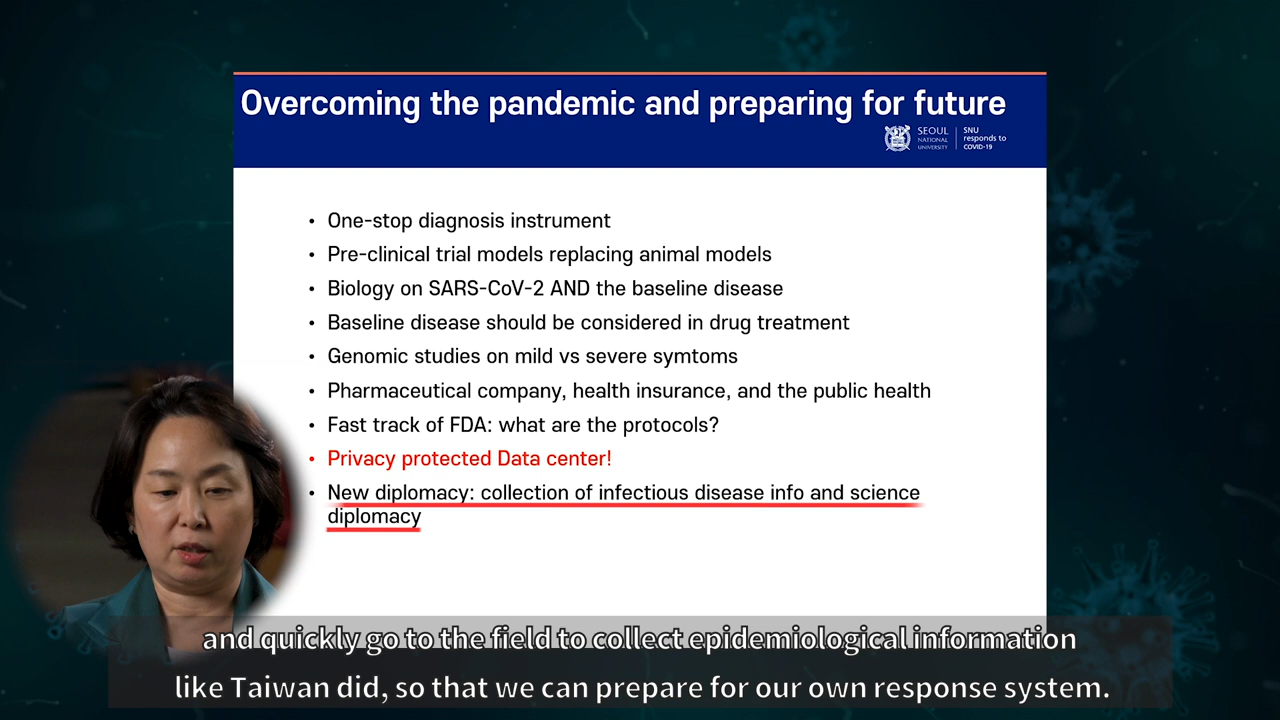 Overcoming the pandemic and preparing for future
SEOUL
NATIONAL
UNIVERSITY
SNU
responds to
COVID-19
• One-stop diagnosis instrument
• Pre-clinical trial models replacing animal models
• Biology on SARS-CoV-2 AND the baseline disease
• Baseline disease should be considered in drug treatment
• Genomic studies on mild vs severe symtoms
• Pharmaceutical company, health insurance, and the public health
• Fast track of FDA: what are the protocols?
• Privacy protected Data center!
• New diplomacy: collection of infectious disease info and science
diplomacy
and quickly go to the field to collect epidemiological information
like Taiwan did, so that we can prepare for our own response system.